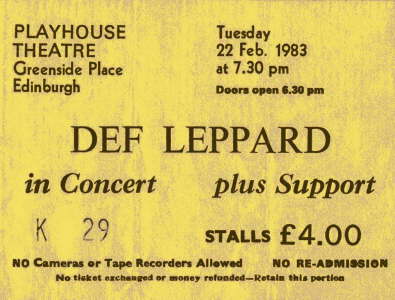 PLAYHOUSE
THEATRE
Greenside Place
Edinburgh
Tuesday
22 Feb. 1983
at 7.30 pm
Doors open 6.30 pm
DEF LEPPARD
in Concert plus Support
K 29 STALLS £4.00
NO Cameras or Tape Recorders Allowed NO RE-ADMISSION
No ticket exchanged or money refunded—Retain this portion